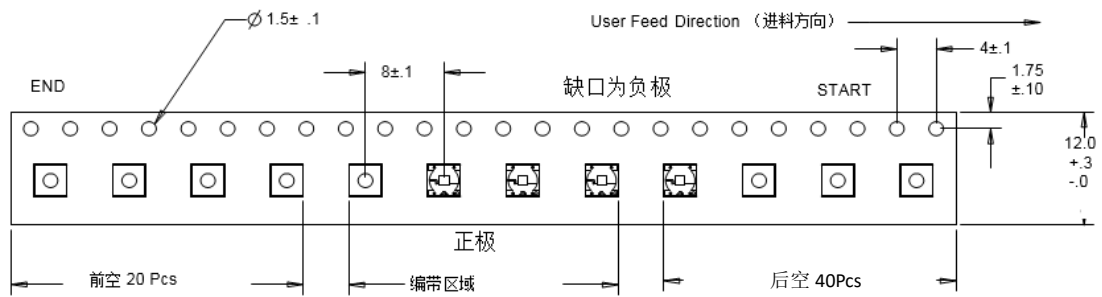 ∅ 1.5± .1
User Feed Direction （进料方向）
4±.1
8±.1
1.75
±.10
END
缺口为负极
START
12.0
+.3
-.0
正极
前空 20 Pcs
编带区域
后空 40Pcs